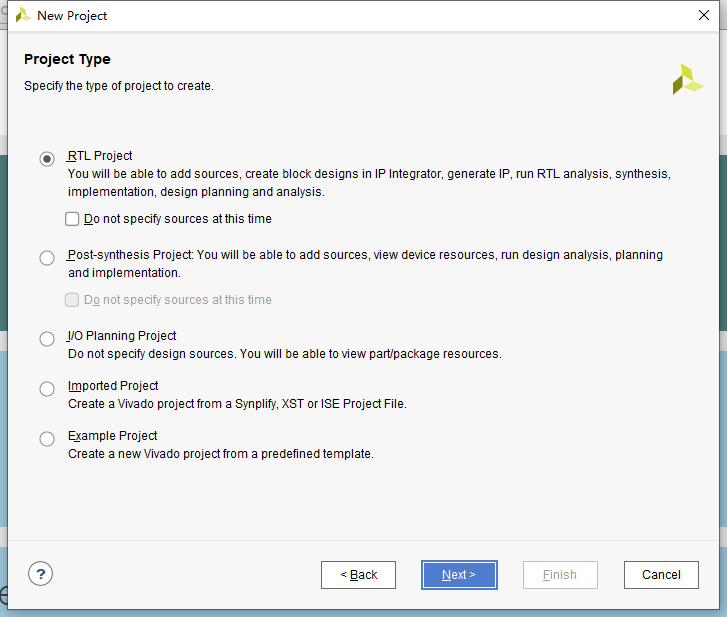 New Project
Project Type
Specify the type of project to create.
RTL Project
You will be able to add sources, create block designs in IP Integrator, generate IP, run RTL analysis, synthesis,
implementation, design planning and analysis.
Do not specify sources at this time
Post-synthesis Project: You will be able to add sources, view device resources, run design analysis, planning
and implementation.
Do not specify sources at this time
I/O Planning Project
Do not specify design sources. You will be able to view part/package resources.
Imported Project
Create a Vivado project from a Synplify, XST or ISE Project File.
Example Project
Create a new Vivado project from a predefined template.
?
< Back
Next >
Finish
Cancel